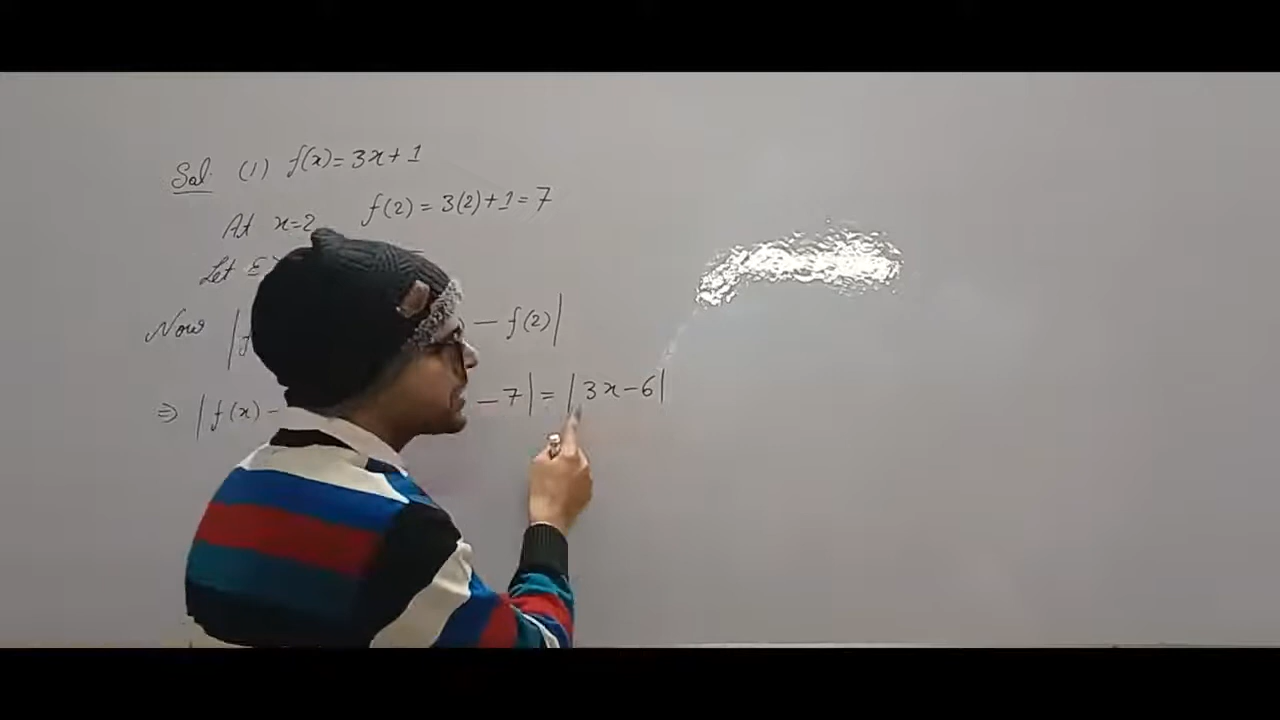 Sol. (1) f(x) = 3x + 1
At x=2 f(2) = 3(2) + 1 = 7
Let ε
Now |f - f(2)|
⇒ |f(x) - - 7| = |3x - 6|